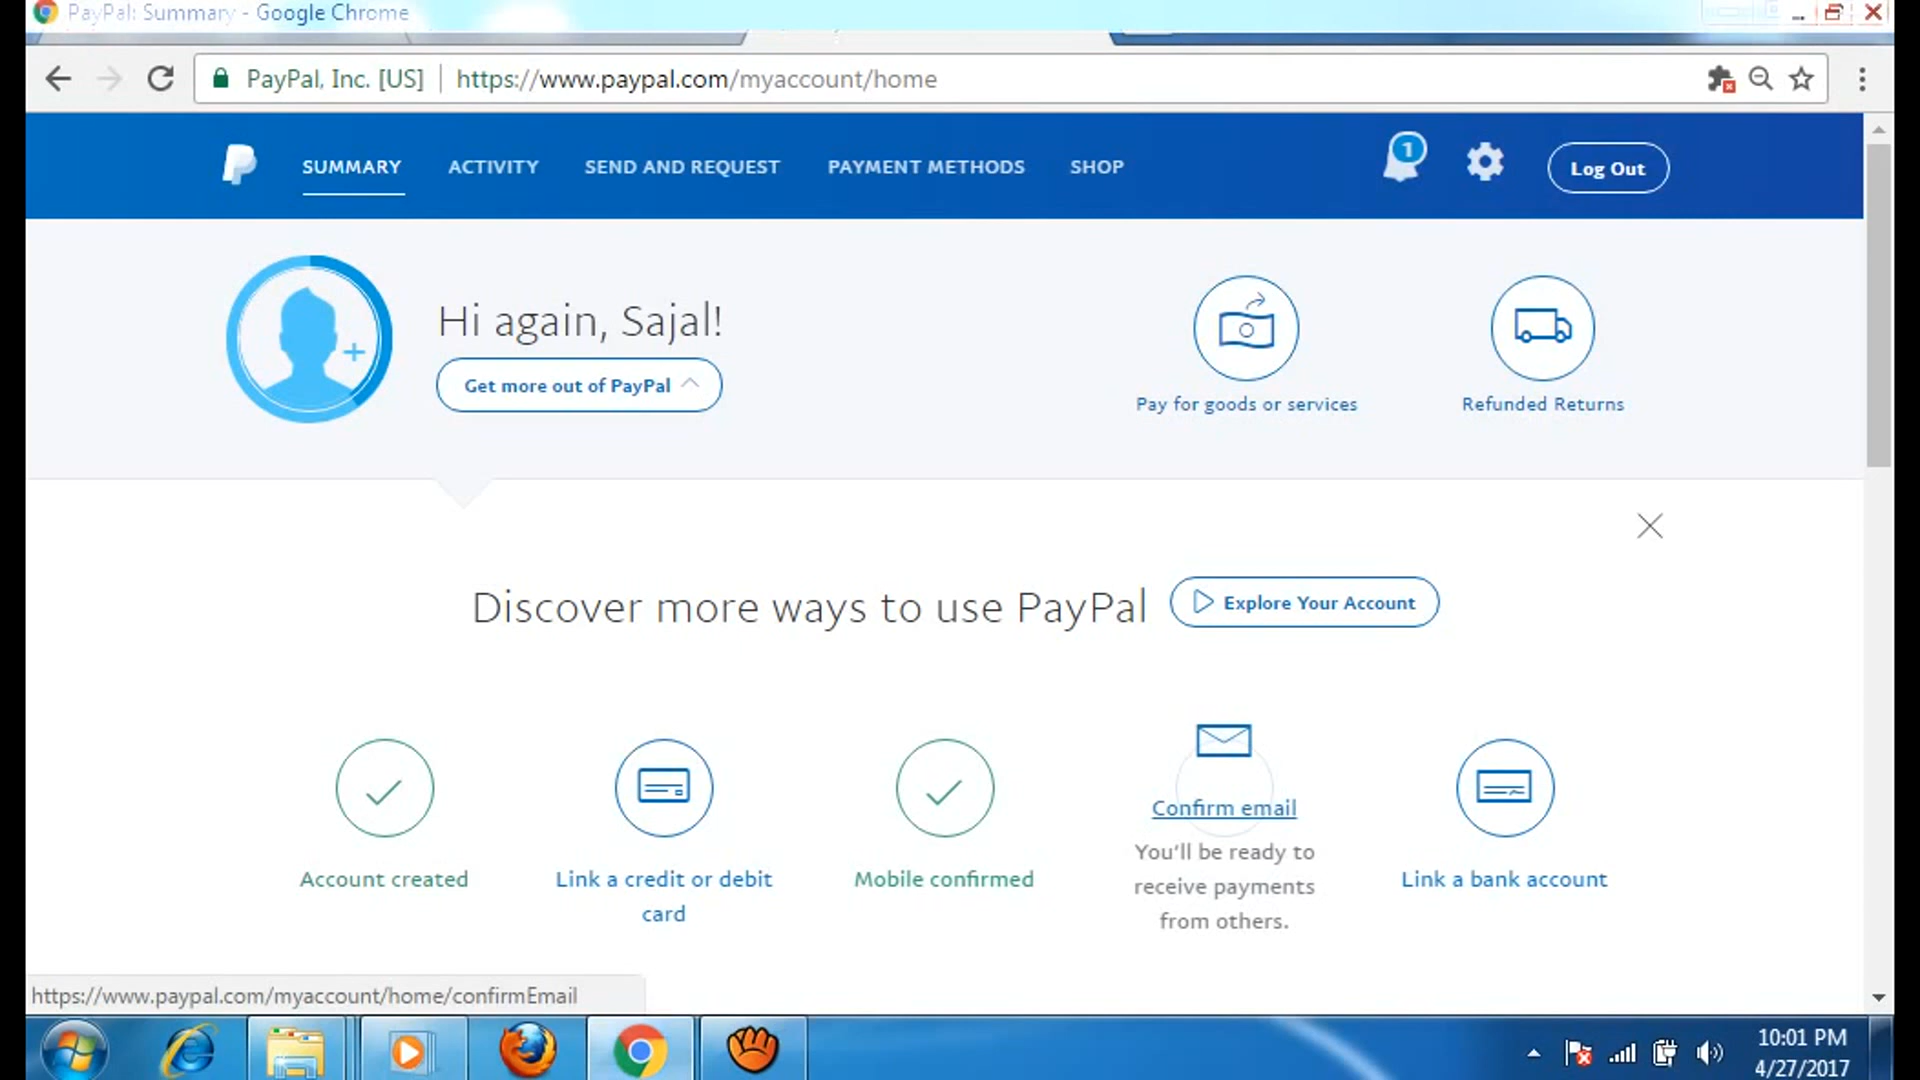 PayPal: Summary - Google Chrome
PayPal, Inc. [US] https://www.paypal.com/myaccount/home
SUMMARY ACTIVITY SEND AND REQUEST PAYMENT METHODS SHOP 1 Log Out
Hi again, Sajal!
Get more out of PayPal
Pay for goods or services Refunded Returns
Discover more ways to use PayPal Explore Your Account
Account created
Link a credit or debit
card
Mobile confirmed
Confirm email
You'll be ready to
receive payments
from others.
Link a bank account
https://www.paypal.com/myaccount/home/confirmEmail
10:01 PM
4/27/2017